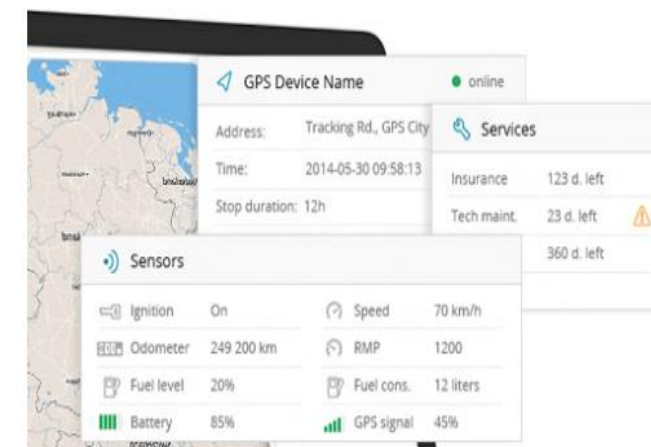 GPS Device Name
online
Address: Tracking Rd., GPS City
Time: 2014-05-30 09:58:13
Stop duration: 12h
Services
Insurance 123 d. left
Tech maint. 23 d. left
360 d. left
Sensors
Ignition On Speed 70 km/h
Odometer 249 200 km RMP 1200
Fuel level 20% Fuel cons. 12 liters
Battery 85% GPS signal 45%